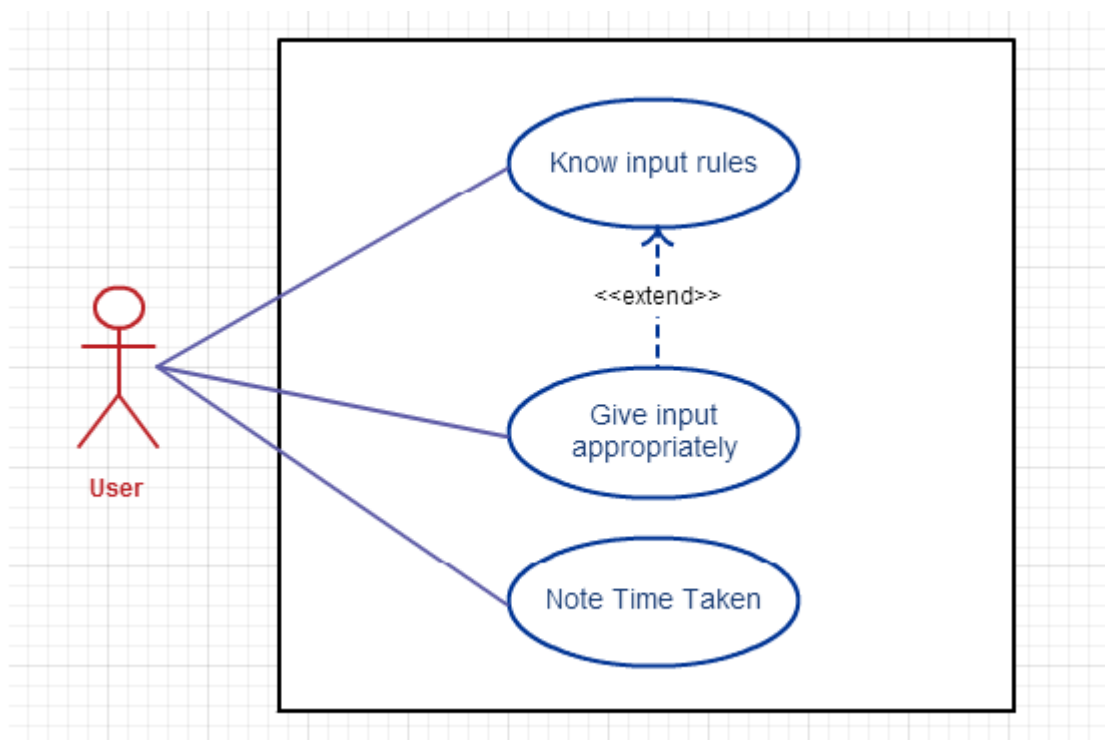 Know input rules
<<extend>>
Give input
appropriately
User
Note Time Taken